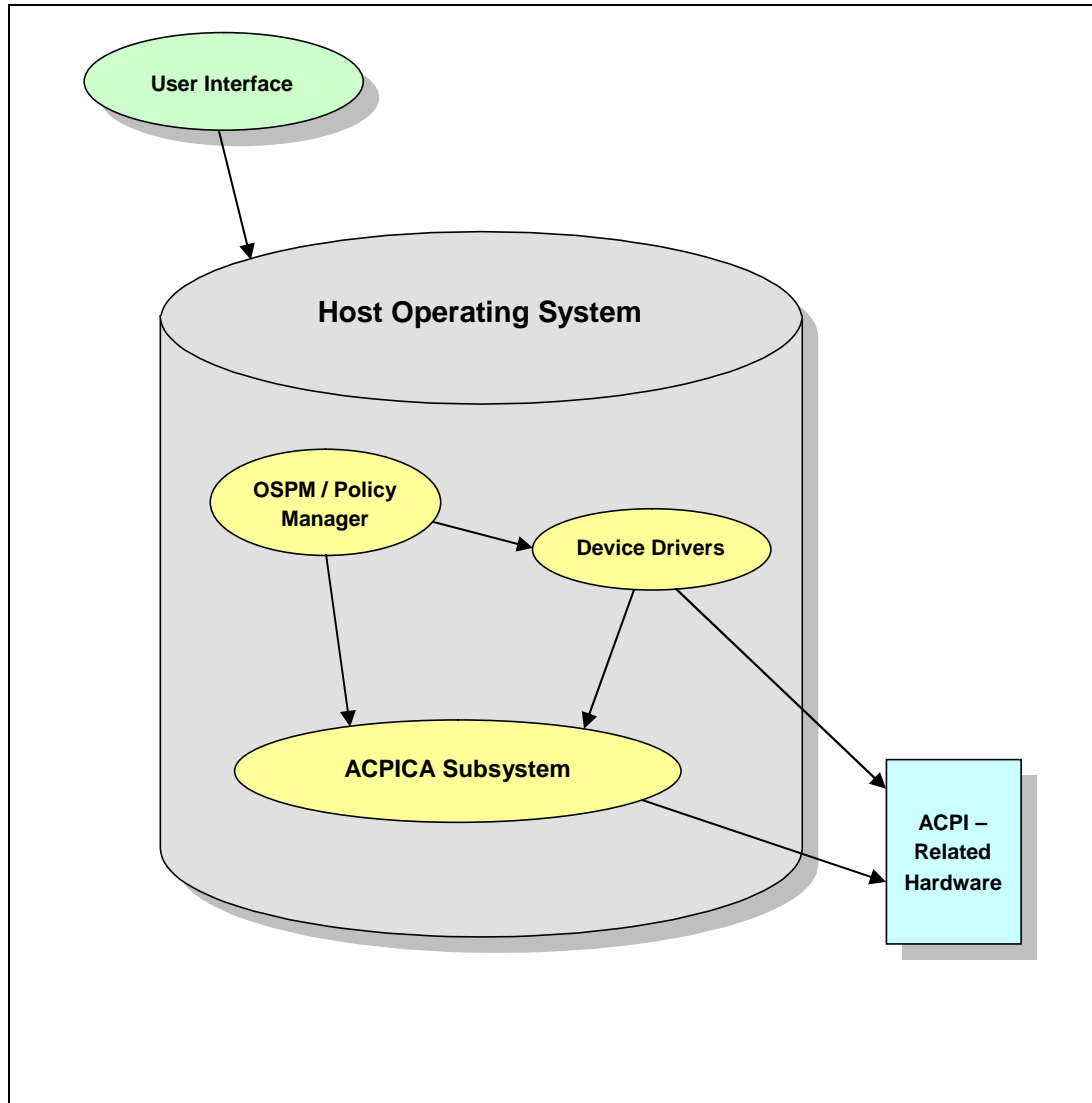 User Interface
Host Operating System
OSPM / Policy
Manager
Device Drivers
ACPICA Subsystem
ACPI –
Related
Hardware